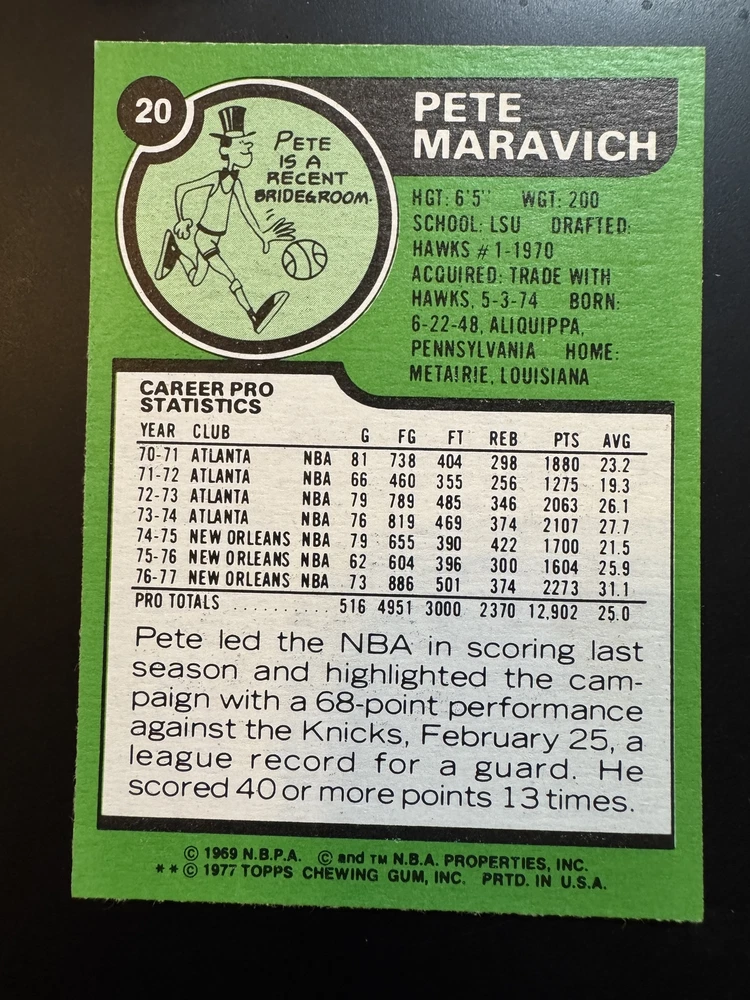 20
PETE
IS A
RECENT
BRIDEGROOM.
PETE
MARAVICH
HGT: 6'5" WGT: 200
SCHOOL: LSU DRAFTED:
HAWKS #1-1970
ACQUIRED: TRADE WITH
HAWKS, 5-3-74 BORN:
6-22-48, ALIQUIPPA,
PENNSYLVANIA HOME:
METAIRIE, LOUISIANA
CAREER PRO
STATISTICS
YEAR CLUB G FG FT REB PTS AVG
70-71 ATLANTA NBA 81 738 404 298 1880 23.2
71-72 ATLANTA NBA 66 460 355 256 1275 19.3
72-73 ATLANTA NBA 79 789 485 346 2063 26.1
73-74 ATLANTA NBA 76 819 469 374 2107 27.7
74-75 NEW ORLEANS NBA 79 655 390 422 1700 21.5
75-76 NEW ORLEANS NBA 62 604 396 300 1604 25.9
76-77 NEW ORLEANS NBA 73 886 501 374 2273 31.1
PRO TOTALS .......... 516 4951 3000 2370 12,902 25.0
Pete led the NBA in scoring last
season and highlighted the cam-
paign with a 68-point performance
against the Knicks, February 25, a
league record for a guard. He
scored 40 or more points 13 times.
© 1969 N.B.P.A. © and TM N.B.A. PROPERTIES, INC.
**© 1977 TOPPS CHEWING GUM, INC. PRTD. IN U.S.A.